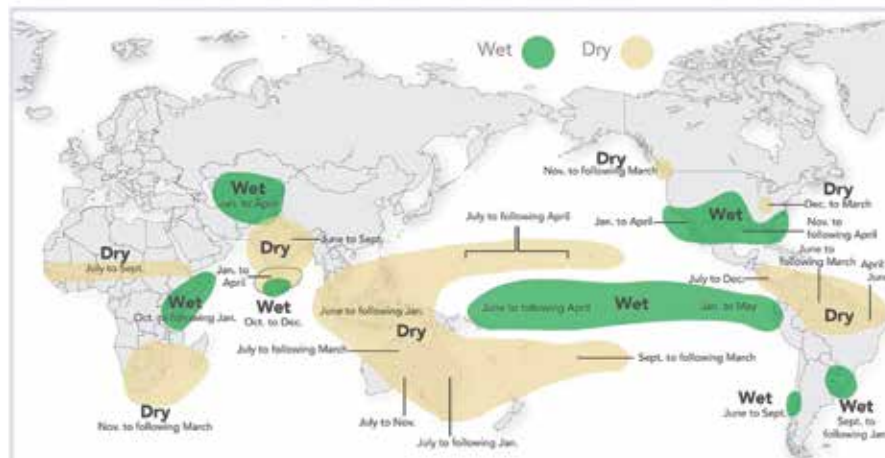 Wet
Dry
Dry
Nov. to following March
Wet
Jan. to April
Dry
Dec. to March
Jan. to April
Wet
Nov. to
following April
July to following April
Dry
June to Sept.
Dry
July to Sept.
Jan. to
April
June to
following March
April
June
July to Dec.
Wet
Oct. to following Jan.
Wet
Oct. to Dec.
June to following Jan.
June to following April
Wet
Jan. to May
Dry
Dry
July to following March
Sept. to following March
Dry
Nov. to following March
July to Nov.
July to following Jan.
Wet
June to Sept.
Wet
Sept. to
following Jan